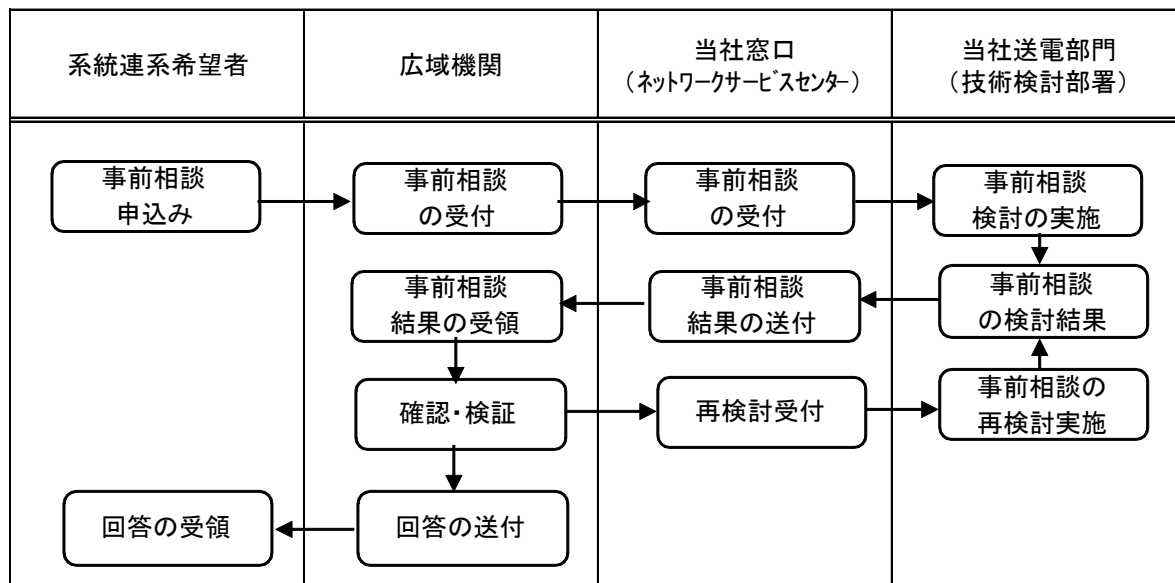 系統連系希望者
広域機関
当社窓口
（ネットワークサービスセンター）
当社送電部門
（技術検討部署）
事前相談
申込み
事前相談
の受付
事前相談
の受付
事前相談
検討の実施
事前相談
結果の受領
事前相談
結果の送付
事前相談
の検討結果
確認・検証
再検討受付
事前相談の
再検討実施
回答の受領
回答の送付